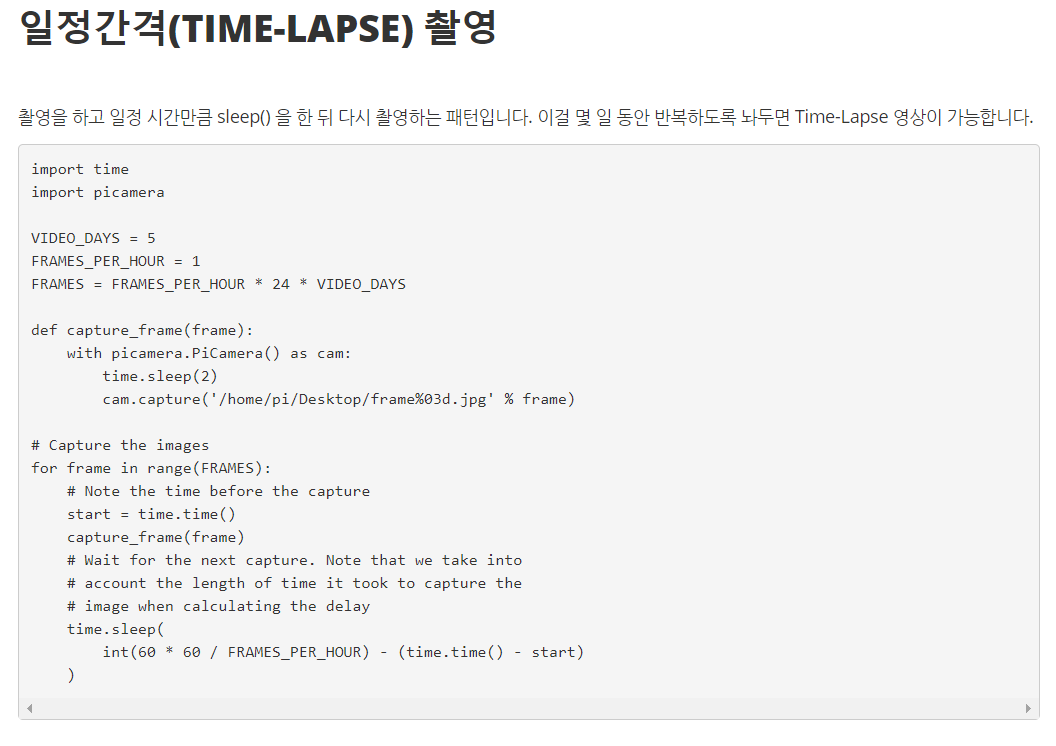 일정간격(TIME-LAPSE) 촬영
촬영을 하고 일정 시간만큼 sleep() 을 한 뒤 다시 촬영하는 패턴입니다. 이걸 몇 일 동안 반복하도록 놔두면 Time-Lapse 영상이 가능합니다.
import time
import picamera
VIDEO_DAYS = 5
FRAMES_PER_HOUR = 1
FRAMES = FRAMES_PER_HOUR * 24 * VIDEO_DAYS
def capture_frame(frame):
    with picamera.PiCamera() as cam:
        time.sleep(2)
        cam.capture('/home/pi/Desktop/frame%03d.jpg' % frame)
# Capture the images
for frame in range(FRAMES):
    # Note the time before the capture
    start = time.time()
    capture_frame(frame)
    # Wait for the next capture. Note that we take into
    # account the length of time it took to capture the
    # image when calculating the delay
    time.sleep(
        int(60 * 60 / FRAMES_PER_HOUR) - (time.time() - start)
    )